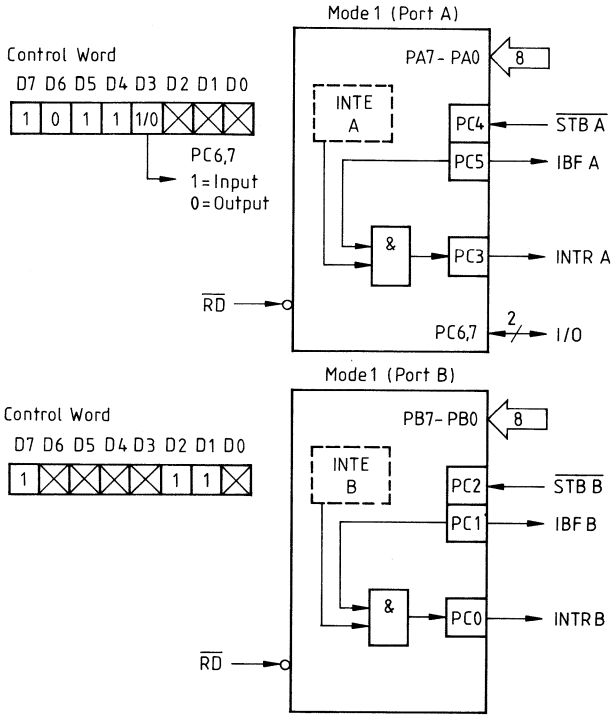 Mode 1 (Port A)
Control Word
D7 D6 D5 D4 D3 D2 D1 D0
1 0 1 1 1/0
PC6,7
1=Input
0=Output
PA7-PA0
8
INTE
A
PC4
STB A
PC5
IBF A
&
PC3
INTR A
RD
PC6,7
2
I/O
Mode 1 (Port B)
Control Word
D7 D6 D5 D4 D3 D2 D1 D0
1 1 1
PB7-PB0
8
INTE
B
PC2
STB B
PC1
IBF B
&
PC0
INTR B
RD